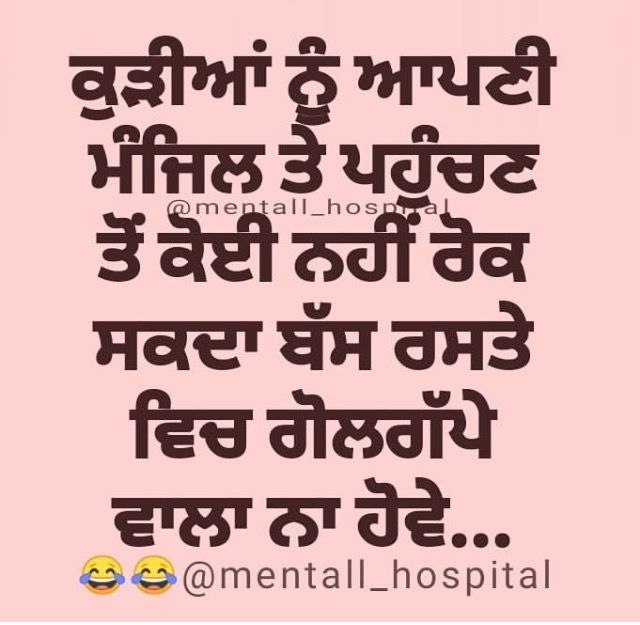 ਕੁੜੀਆਂ ਨੂੰ ਆਪਣੀ
ਮੰਜਿਲ ਤੇ ਪਹੁੰਚਣ
@mentall_hospital
ਤੋਂ ਕੋਈ ਨਹੀਂ ਰੋਕ
ਸਕਦਾ ਬੱਸ ਰਸਤੇ
ਵਿਚ ਗੋਲਗੱਪੇ
ਵਾਲਾ ਨਾ ਹੋਵੇ...
😂😂@mentall_hospital